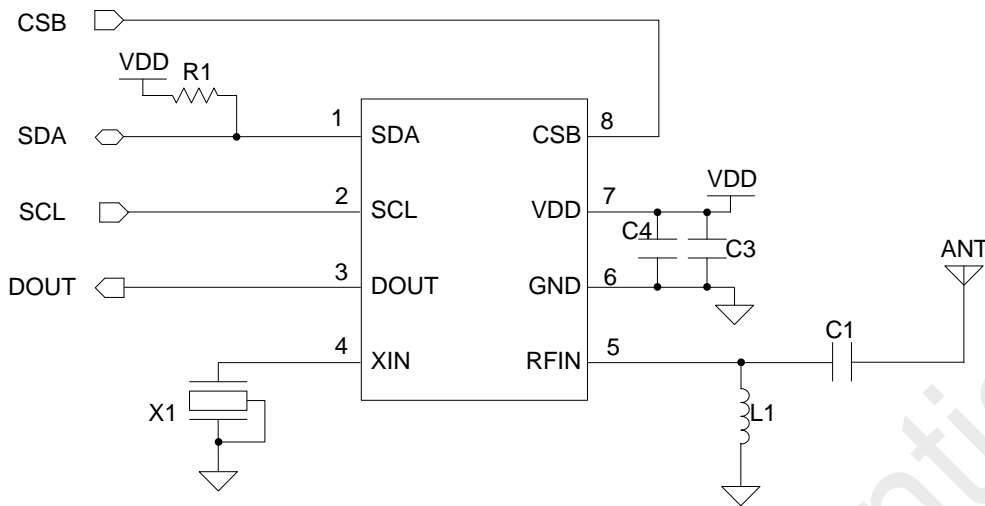 CSB
VDD
R1
SDA
1
SDA
CSB
8
SCL
2
SCL
VDD
7
VDD
C4
C3
DOUT
3
DOUT
GND
6
ANT
4
XIN
RFIN
5
C1
X1
L1